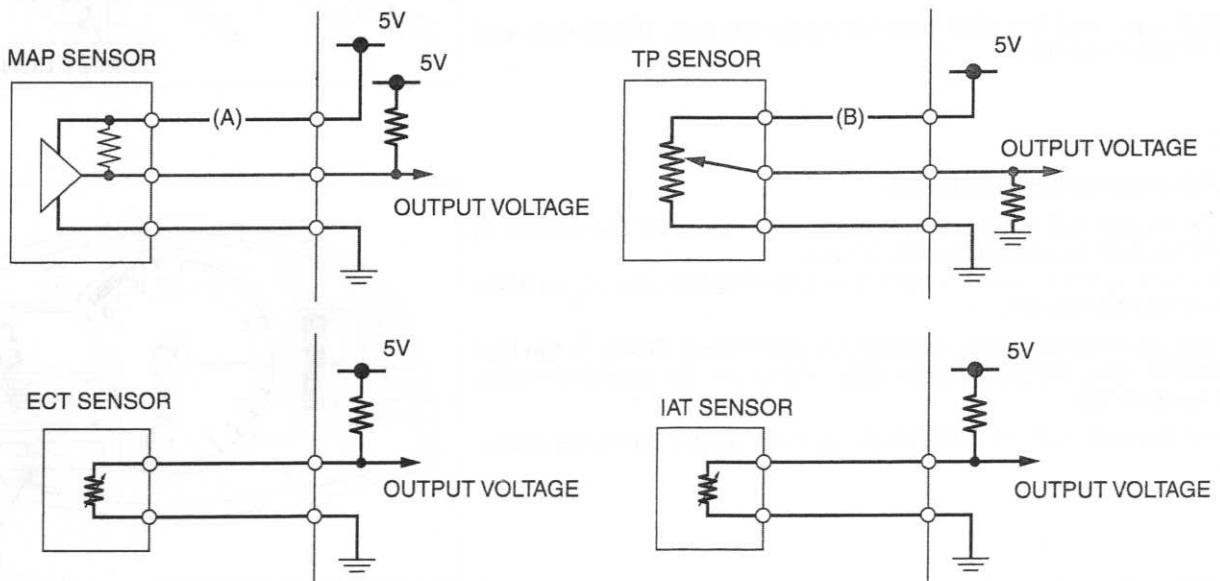 MAP SENSOR
5V
5V
(A)
OUTPUT VOLTAGE
TP SENSOR
5V
(B)
OUTPUT VOLTAGE
ECT SENSOR
5V
OUTPUT VOLTAGE
IAT SENSOR
5V
OUTPUT VOLTAGE